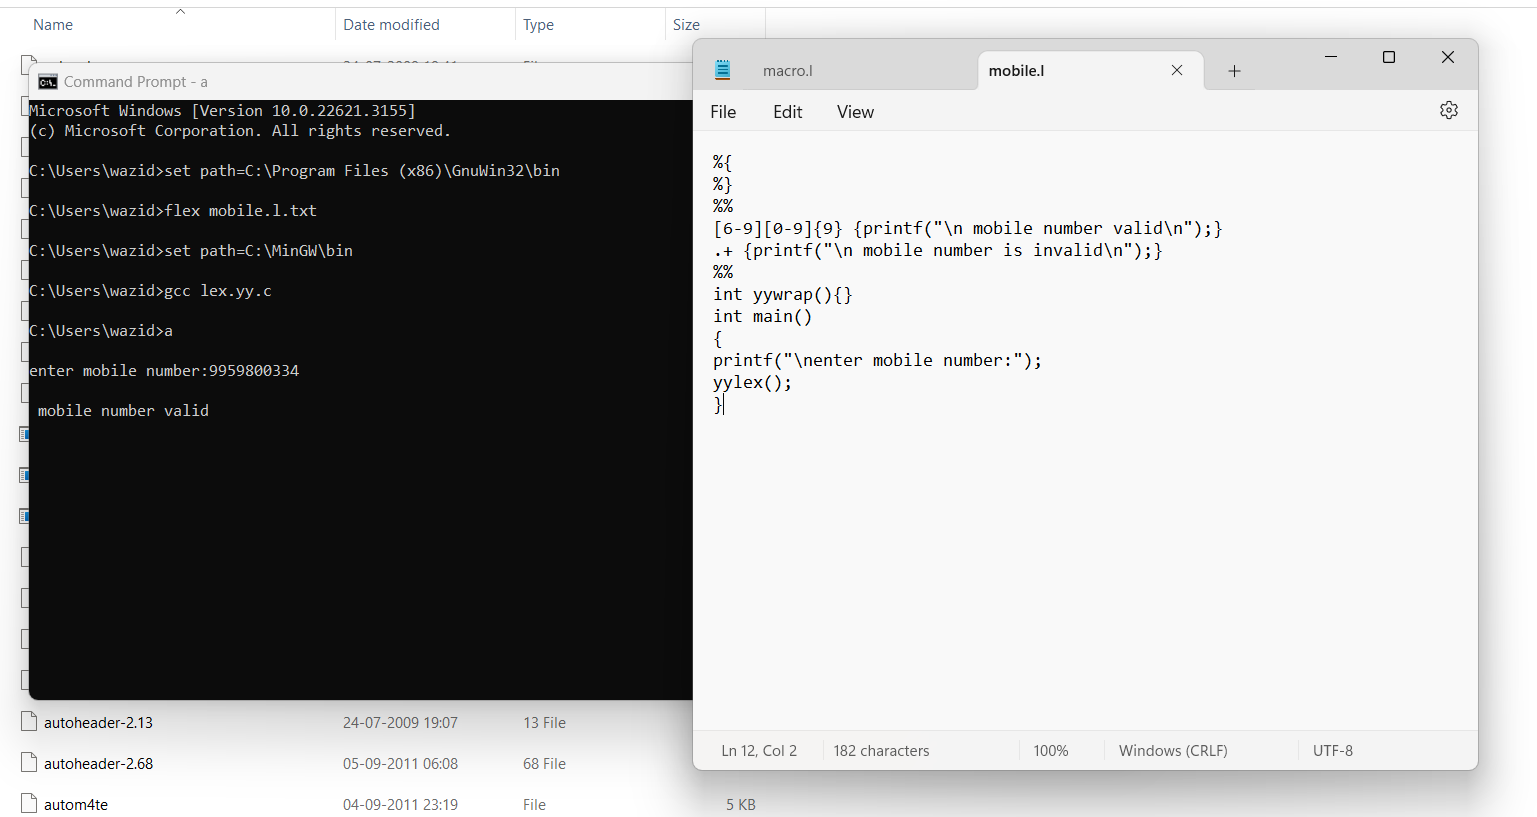 Name Date modified Type Size
Command Prompt - a
Microsoft Windows [Version 10.0.22621.3155]
(c) Microsoft Corporation. All rights reserved.
C:\Users\wazid>set path=C:\Program Files (x86)\GnuWin32\bin
C:\Users\wazid>flex mobile.l.txt
C:\Users\wazid>set path=C:\MinGW\bin
C:\Users\wazid>gcc lex.yy.c
C:\Users\wazid>a
enter mobile number:9959800334
mobile number valid
macro.l mobile.l
File Edit View
%{
%}
%%
[6-9][0-9]{9} {printf("\n mobile number valid\n");}
.+ {printf("\n mobile number is invalid\n");}
%%
int yywrap(){}
int main()
{
printf("\nenter mobile number:");
yylex();
}
Ln 12, Col 2 182 characters 100% Windows (CRLF) UTF-8
autoheader-2.13 24-07-2009 19:07 13 File
autoheader-2.68 05-09-2011 06:08 68 File
autom4te 04-09-2011 23:19 File 5 KB